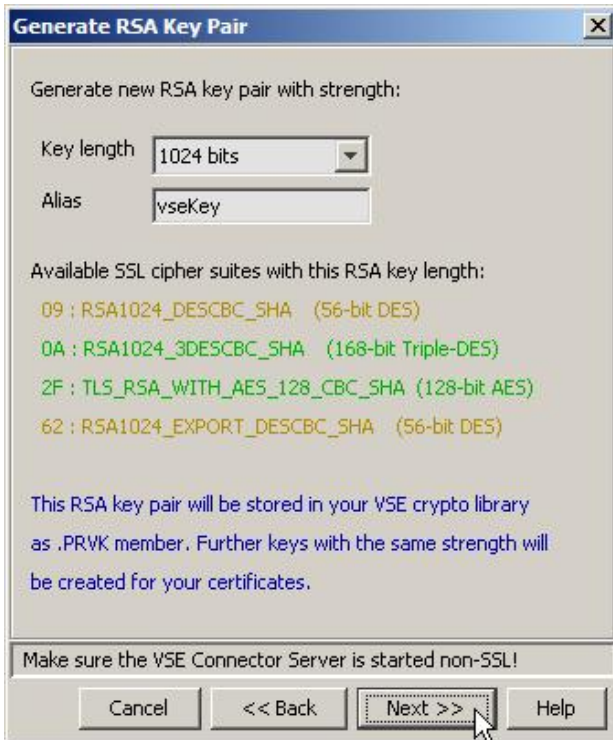 Generate RSA Key Pair
Generate new RSA key pair with strength:
Key length 1024 bits
Alias vseKey
Available SSL cipher suites with this RSA key length:
09 : RSA1024_DESCBC_SHA (56-bit DES)
0A : RSA1024_3DESCBC_SHA (168-bit Triple-DES)
2F : TLS_RSA_WITH_AES_128_CBC_SHA (128-bit AES)
62 : RSA1024_EXPORT_DESCBC_SHA (56-bit DES)
This RSA key pair will be stored in your VSE crypto library
as .PRVK member. Further keys with the same strength will
be created for your certificates.
Make sure the VSE Connector Server is started non-SSL!
Cancel << Back Next >> Help